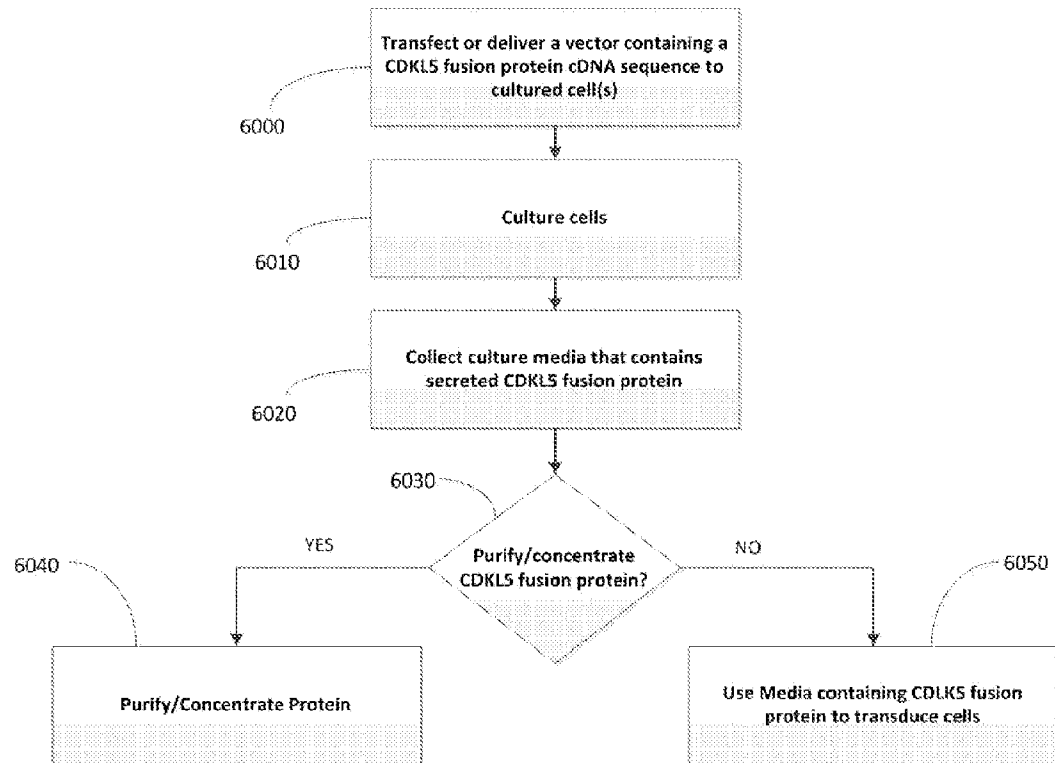 Transfect or deliver a vector containing a
CDKL5 fusion protein cDNA sequence to
cultured cell(s)
6000
Culture cells
6010
Collect culture media that contains
secreted CDKL5 fusion protein
6020
6030
Purify/concentrate
CDKL5 fusion protein?
YES
NO
6040
6050
Purify/Concentrate Protein
Use Media containing CDLK5 fusion
protein to transduce cells